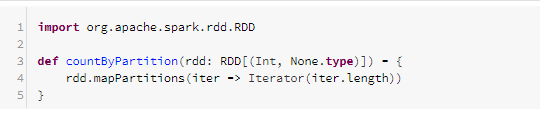 1 import org.apache.spark.rdd.RDD
2
3 def countByPartition(rdd: RDD[(Int, None.type)]) = {
4     rdd.mapPartitions(iter => Iterator(iter.length))
5 }